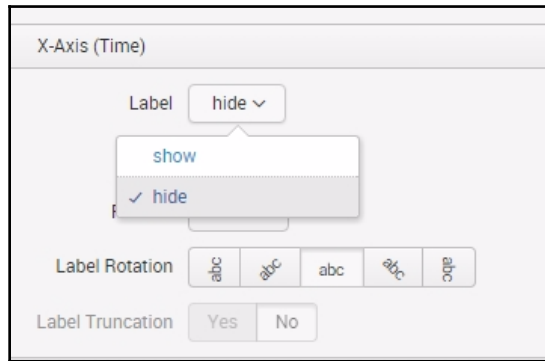 X-Axis (Time)
Label hide
show
hide
Label Rotation abc abc abc abc abc
Label Truncation Yes No